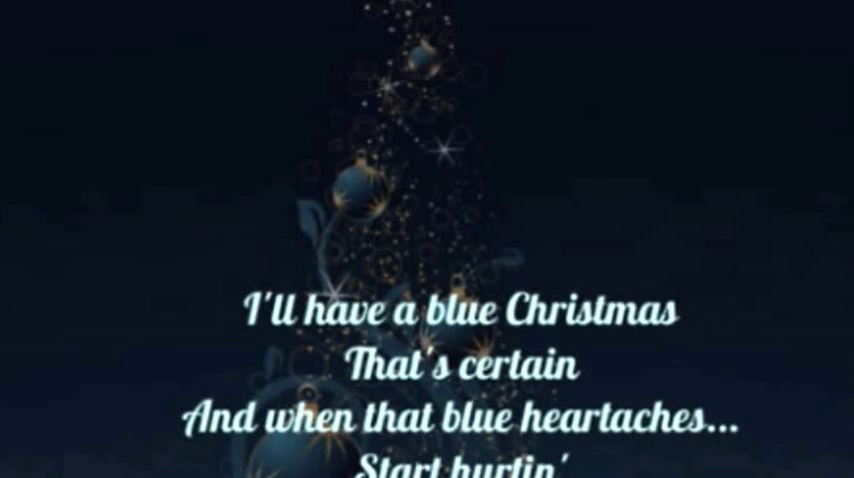 I'll have a blue Christmas
That's certain
And when that blue heartaches...
Start hurtin'